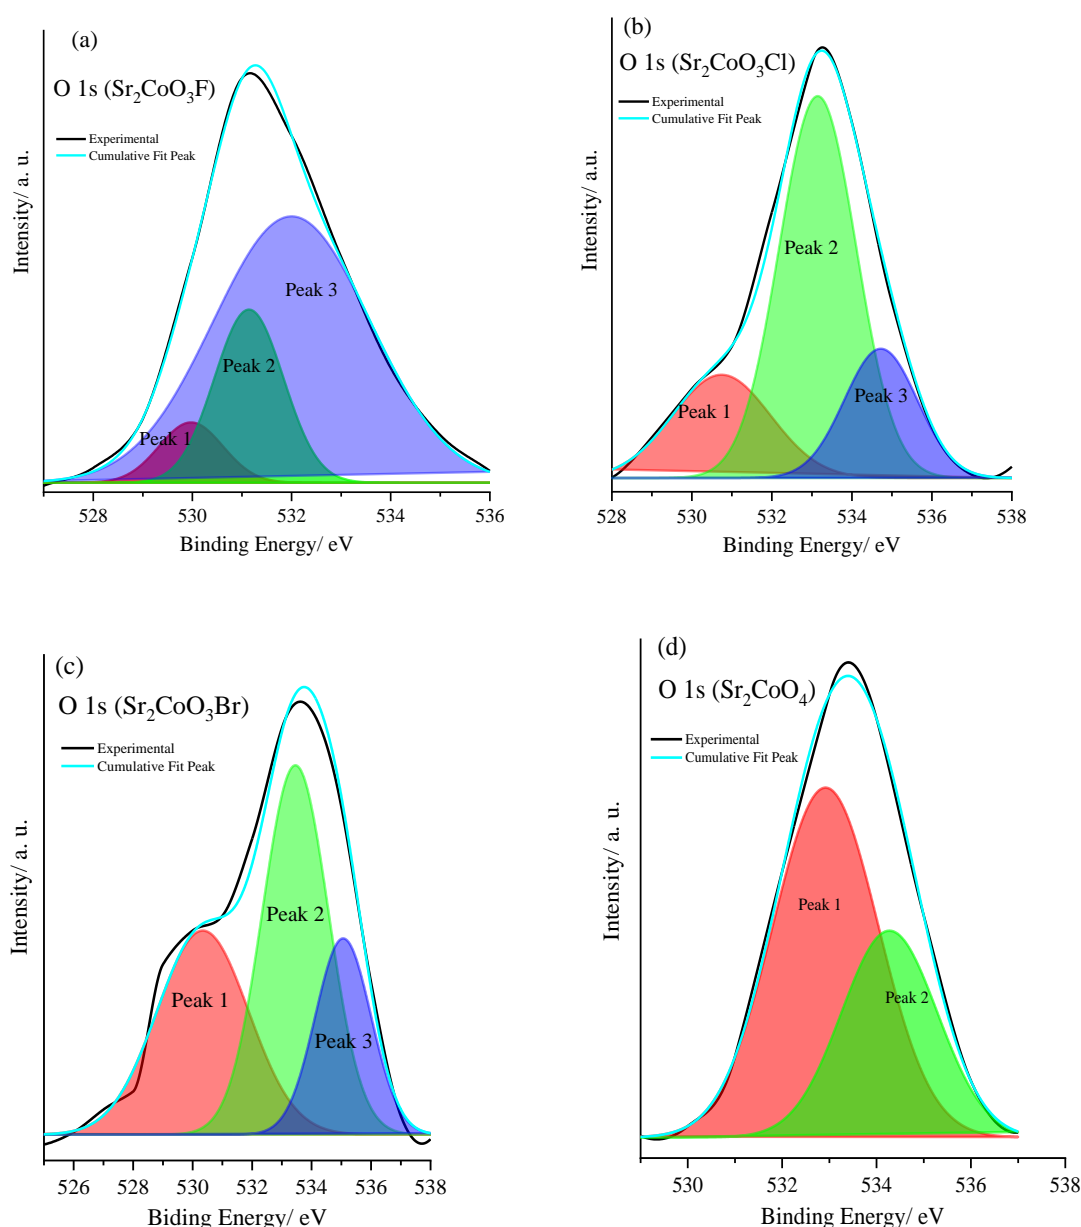 (a)
O 1s (Sr₂CoO₃F)
Experimental
Cumulative Fit Peak
Intensity/ a. u.
Peak 3
Peak 2
Peak 1
528 530 532 534 536
Binding Energy/ eV
(b)
O 1s (Sr₂CoO₃Cl)
Experimental
Cumulative Fit Peak
Intensity/ a.u.
Peak 2
Peak 3
Peak 1
528 530 532 534 536 538
Binding Energy/ eV
(c)
O 1s (Sr₂CoO₃Br)
Experimental
Cumulative Fit Peak
Intensity/ a. u.
Peak 2
Peak 1
Peak 3
526 528 530 532 534 536 538
Biding Energy/ eV
(d)
O 1s (Sr₂CoO₄)
Experimental
Cumulative Fit Peak
Intensity/ a. u.
Peak 1
Peak 2
530 532 534 536 538
Binding Energy/ eV